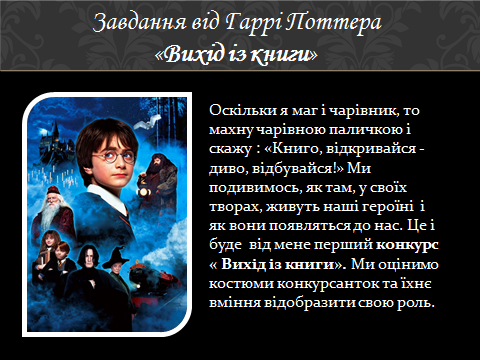 Завдання від Гаррі Поттера
«Вихід із книги»
Оскільки я маг і чарівник, то
махну чарівною паличкою і
скажу : «Книго, відкривайся -
диво, відбувайся!» Ми
подивимось, як там, у своїх
творах, живуть наші героїні  і
як вони появляться до нас. Це і
буде  від мене перший конкурс
« Вихід із книги». Ми оцінимо
костюми конкурсанток та їхнє
вміння відобразити свою роль.